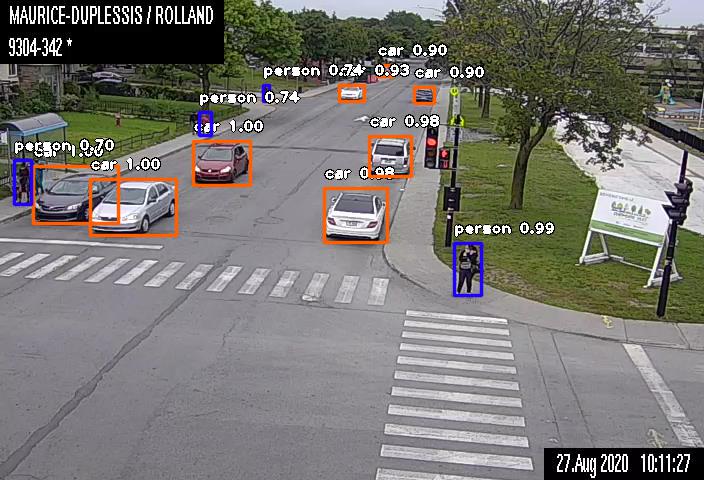 MAURICE-DUPLESSIS / ROLLAND
9304-342 *
car 0.90
person 0.74
0.93
car 0.90
person 0.74
car 1.00
car 0.98
person 0.70
car 1.00
car 0.98
person 0.99
27.Aug 2020 10:11:27